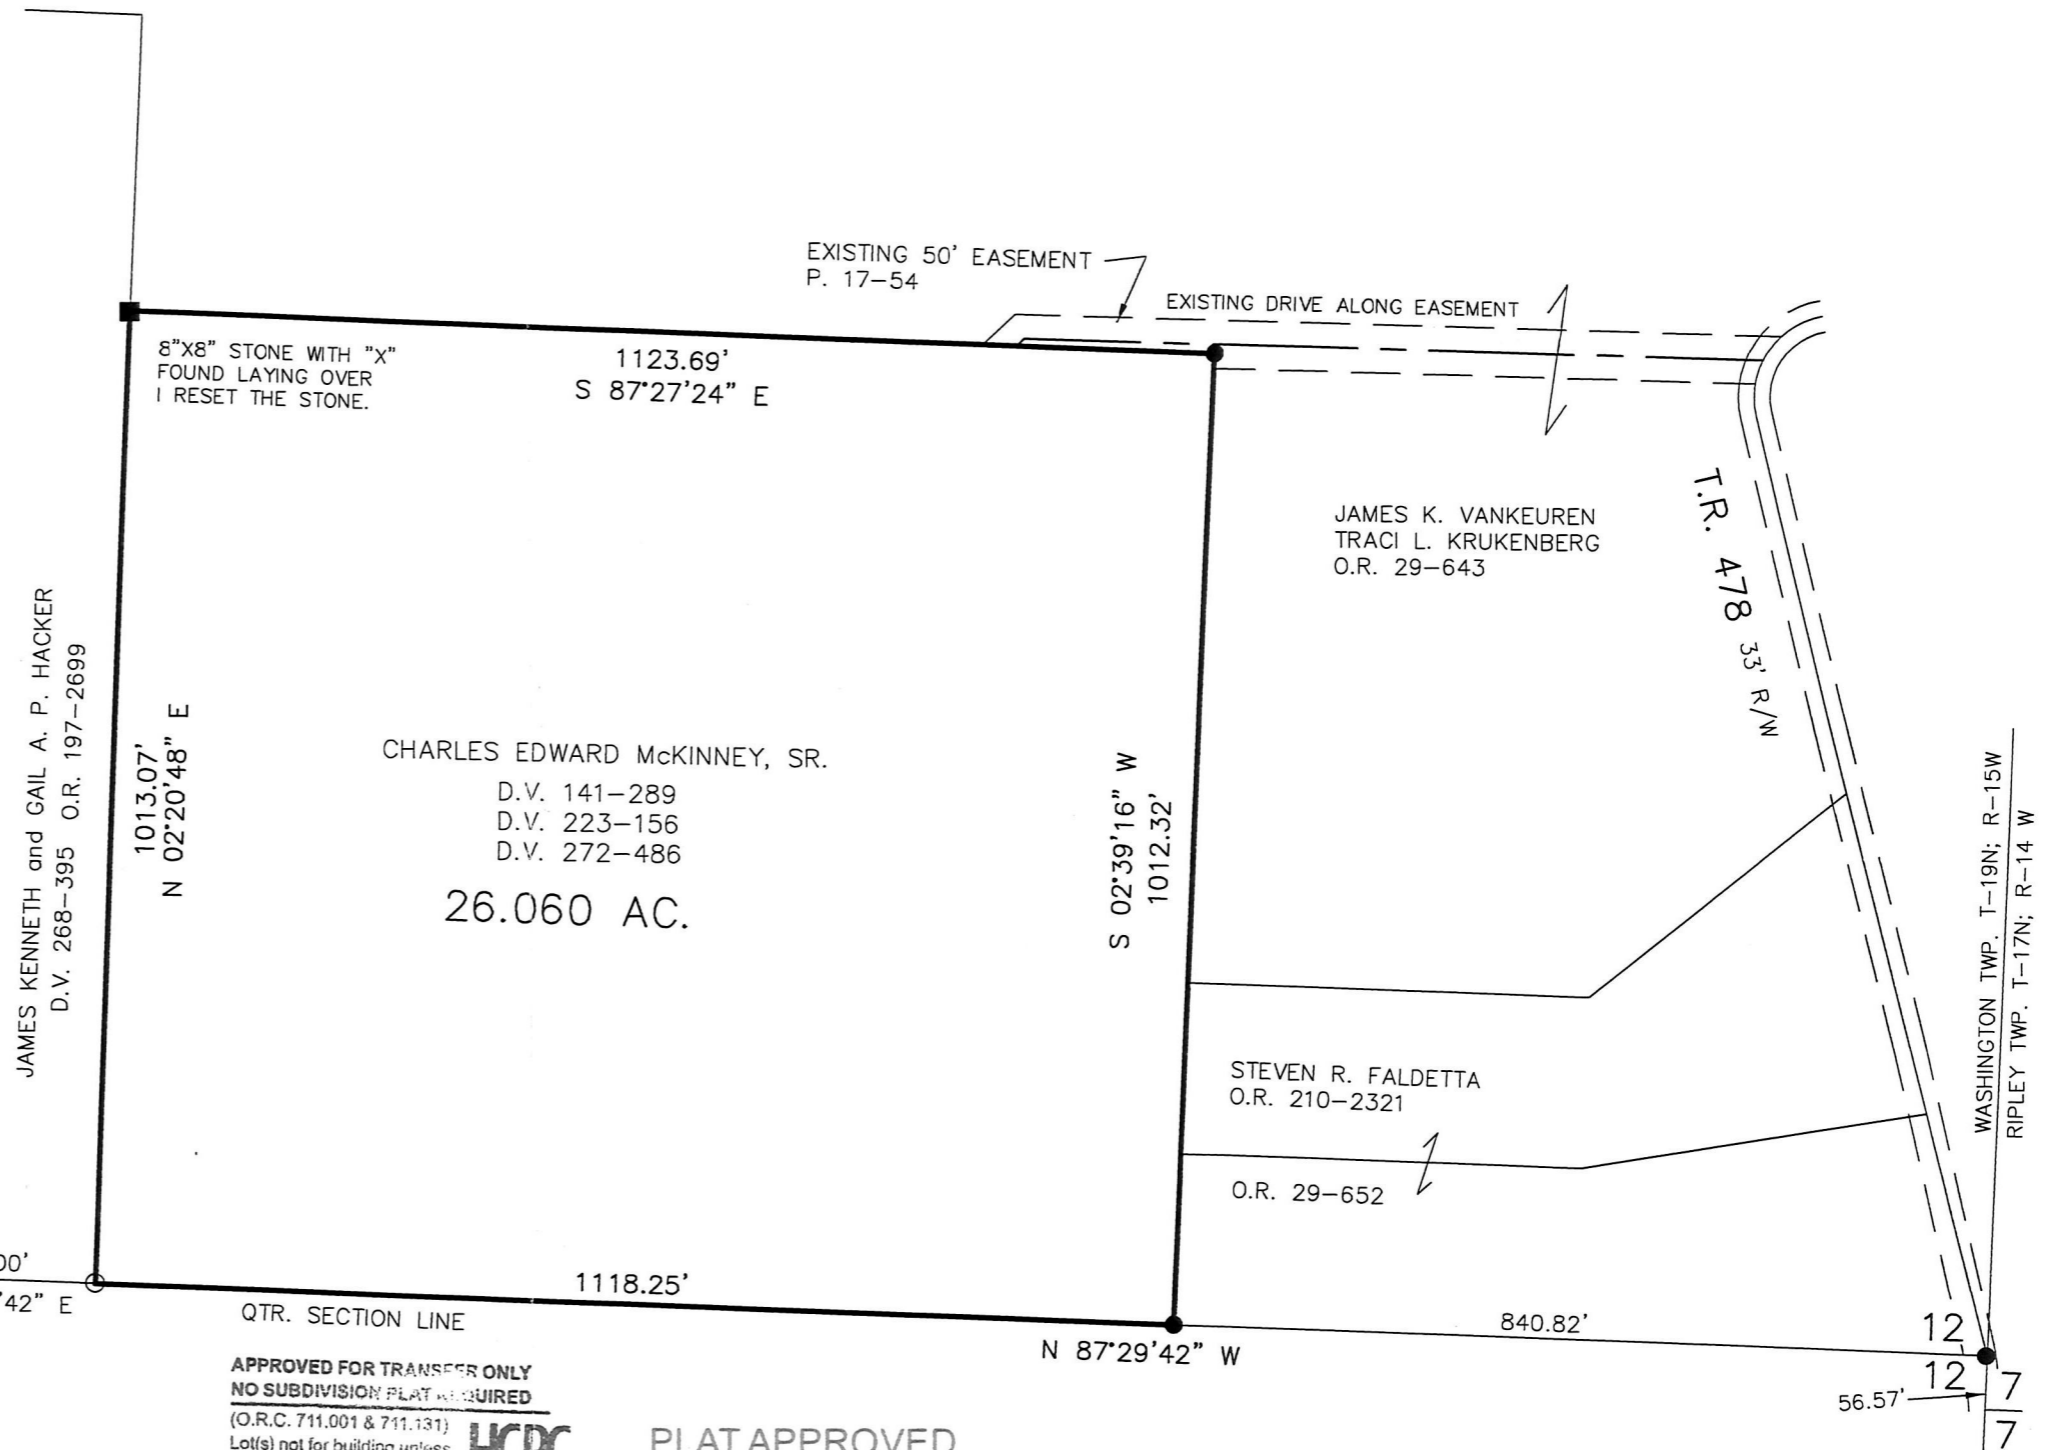 EXISTING 50' EASEMENT
P. 17–54
EXISTING DRIVE ALONG EASEMENT
8"X8" STONE WITH "X"
FOUND LAYING OVER
I RESET THE STONE.
1123.69'
S 87°27'24" E
JAMES K. VANKEUREN
TRACI L. KRUKENBERG
O.R. 29–643
T.R. 478 33' R/W
JAMES KENNETH and GAIL A. P. HACKER
D.V. 268–395 O.R. 197–2699
1013.07'
N 02°20'48" E
CHARLES EDWARD McKINNEY, SR.
D.V. 141–289
D.V. 223–156
D.V. 272–486
26.060 AC.
S 02°39'16" W
1012.32'
WASHINGTON TWP. T–19N; R–15W
RIPLEY TWP. T–17N; R–14 W
STEVEN R. FALDETTA
O.R. 210–2321
O.R. 29–652
00'
'42" E
1118.25'
QTR. SECTION LINE
N 87°29'42" W
840.82'
12
12
7
7
56.57'
APPROVED FOR TRANSFER ONLY
NO SUBDIVISION PLAT REQUIRED
(O.R.C. 711.001 & 711.131)
Lot(s) not for building unless
HCPC
PLAT APPROVED